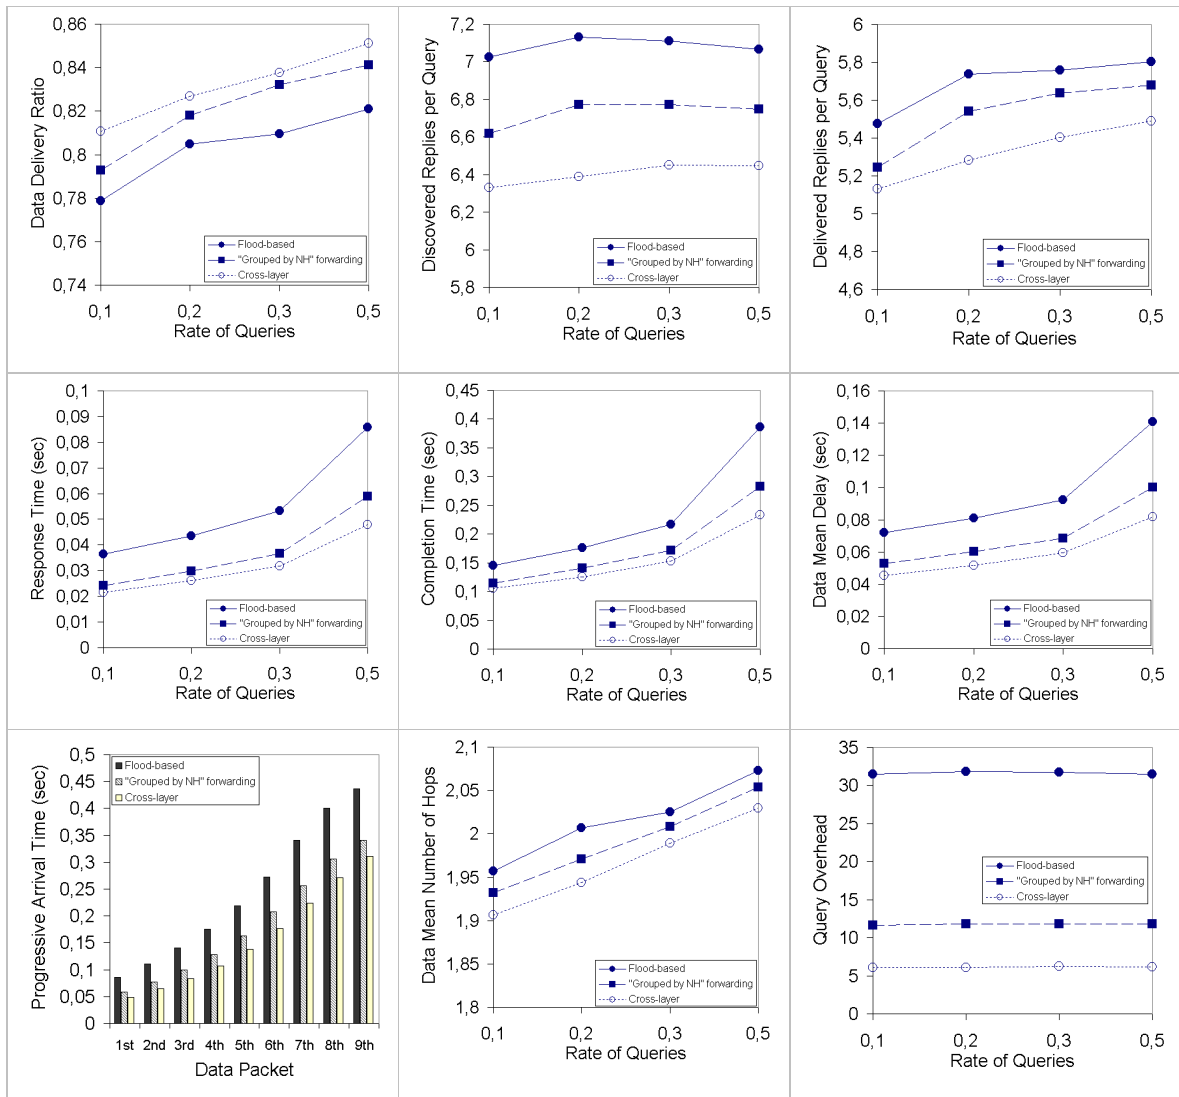 Data Delivery Ratio
0,86
0,84
0,82
0,8
0,78
0,76
0,74
Flood-based
"Grouped by NH" forwarding
Cross-layer
0,1 0,2 0,3 0,5
Rate of Queries
Discovered Replies per Query
7,2
7
6,8
6,6
6,4
6,2
6
5,8
Flood-based
"Grouped by NH" forwarding
Cross-layer
0,1 0,2 0,3 0,5
Rate of Queries
Delivered Replies per Query
6
5,8
5,6
5,4
5,2
5
4,8
4,6
Flood-based
"Grouped by NH" forwarding
Cross-layer
0,1 0,2 0,3 0,5
Rate of Queries
Response Time (sec)
0,1
0,09
0,08
0,07
0,06
0,05
0,04
0,03
0,02
0,01
0
Flood-based
"Grouped by NH" forwarding
Cross-layer
0,1 0,2 0,3 0,5
Rate of Queries
Completion Time (sec)
0,45
0,4
0,35
0,3
0,25
0,2
0,15
0,1
0,05
0
Flood-based
"Grouped by NH" forwarding
Cross-layer
0,1 0,2 0,3 0,5
Rate of Queries
Data Mean Delay (sec)
0,16
0,14
0,12
0,1
0,08
0,06
0,04
0,02
0
Flood-based
"Grouped by NH" forwarding
Cross-layer
0,1 0,2 0,3 0,5
Rate of Queries
Progressive Arrival Time (sec)
0,5
0,45
0,4
0,35
0,3
0,25
0,2
0,15
0,1
0,05
0
Flood-based
"Grouped by NH" forwarding
Cross-layer
1st 2nd 3rd 4th 5th 6th 7th 8th 9th
Data Packet
Data Mean Number of Hops
2,1
2,05
2
1,95
1,9
1,85
1,8
Flood-based
"Grouped by NH" forwarding
Cross-layer
0,1 0,2 0,3 0,5
Rate of Queries
Query Overhead
35
30
25
20
15
10
5
0
Flood-based
"Grouped by NH" forwarding
Cross-layer
0,1 0,2 0,3 0,5
Rate of Queries